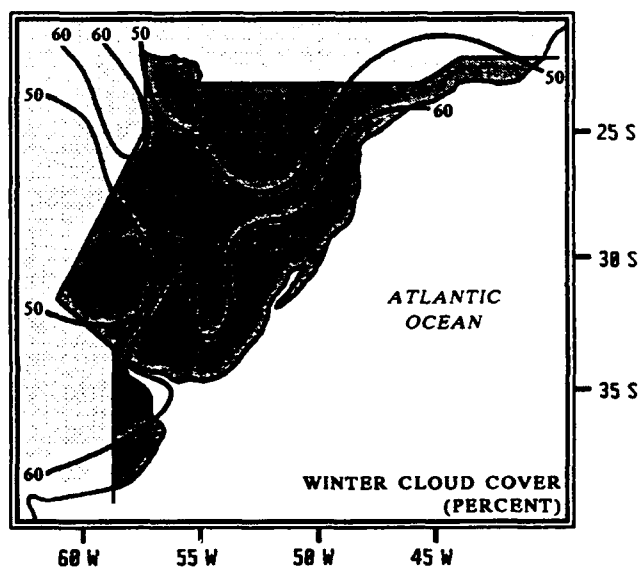 60 60 50
50
50
60
25 S
30 S
ATLANTIC
OCEAN
50
35 S
60
WINTER CLOUD COVER
(PERCENT)
60 W 55 W 50 W 45 W